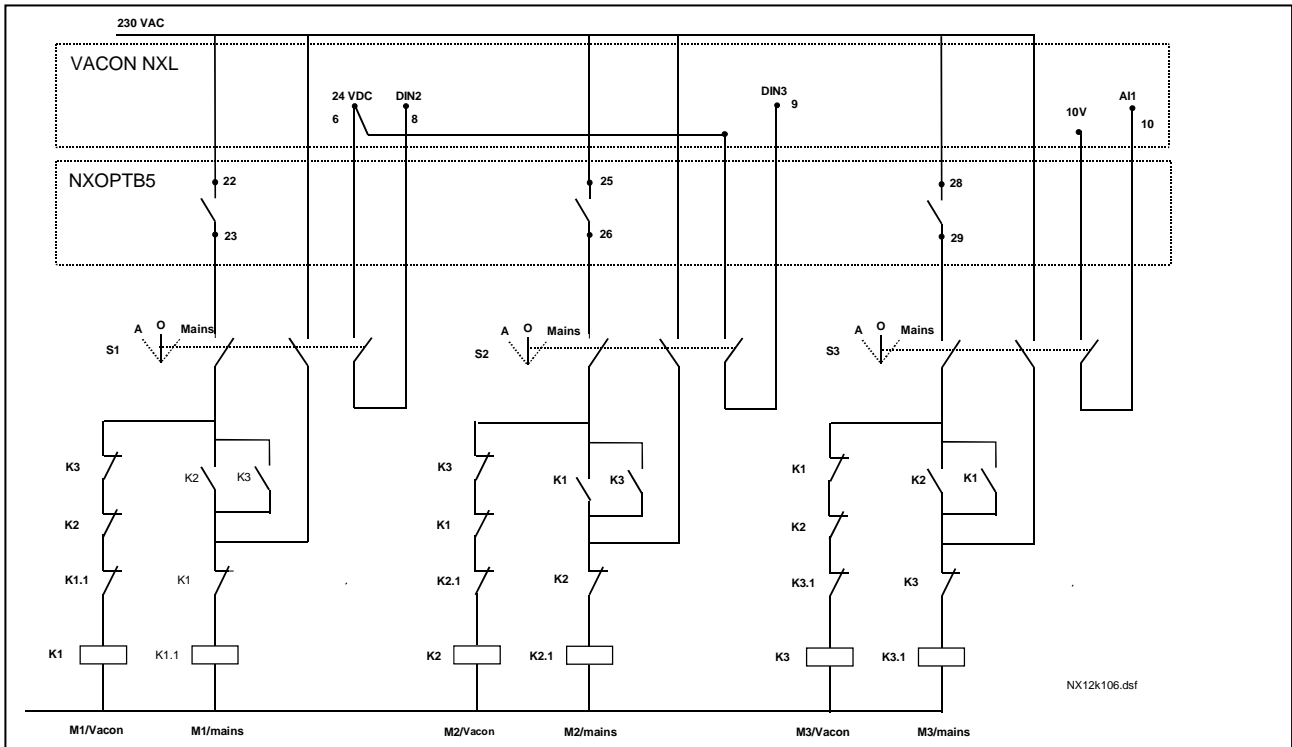 230 VAC
VACON NXL
24 VDC DIN2 DIN3 AI1
6 8 9 10V 10
NXOPTB5
22 25 28
23 26 29
A O Mains A O Mains A O Mains
S1 S2 S3
K3 K2 K3 K3 K1 K3 K1 K2 K1
K2 K1 K2
K1.1 K1 K2.1 K2 K3.1 K3
K1 K1.1 K2 K2.1 K3 K3.1
NX12k106.dsf
M1/Vacon M1/mains M2/Vacon M2/mains M3/Vacon M3/mains